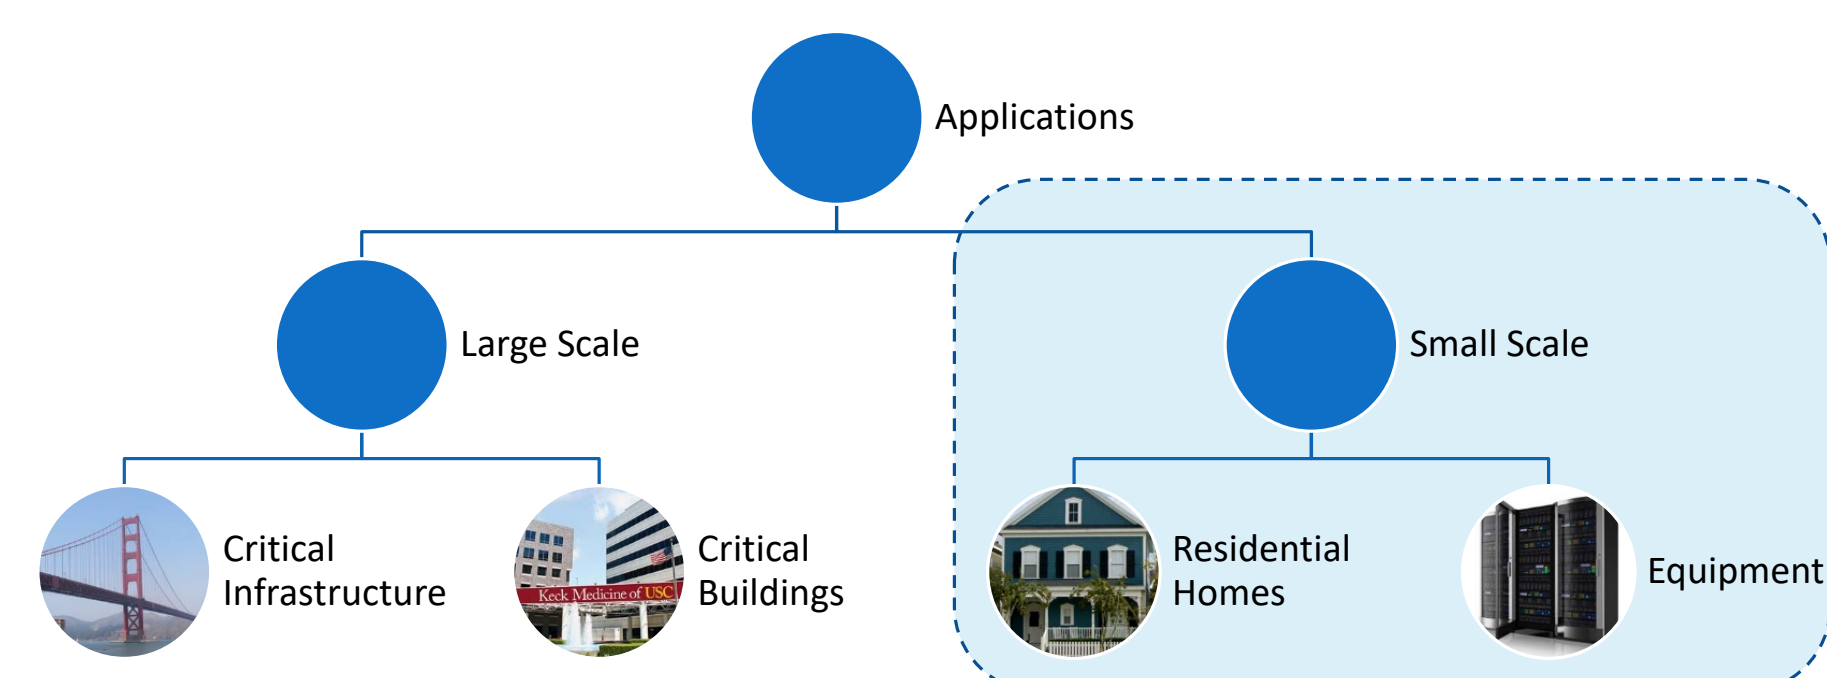 Applications
Large Scale
Small Scale
Critical
Infrastructure
Keck Medicine of USC
Critical
Buildings
Residential
Homes
Equipment